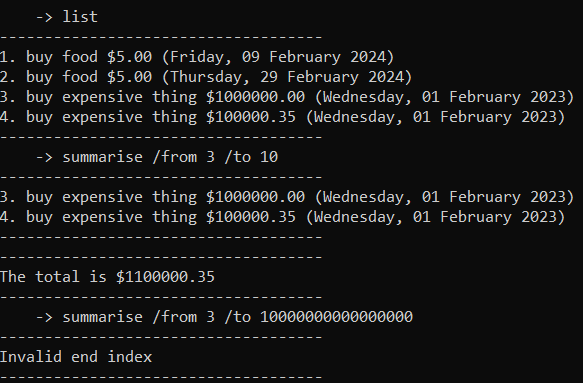 -> list
------------------------------------
1. buy food $5.00 (Friday, 09 February 2024)
2. buy food $5.00 (Thursday, 29 February 2024)
3. buy expensive thing $1000000.00 (Wednesday, 01 February 2023)
4. buy expensive thing $100000.35 (Wednesday, 01 February 2023)
------------------------------------
-> summarise /from 3 /to 10
------------------------------------
3. buy expensive thing $1000000.00 (Wednesday, 01 February 2023)
4. buy expensive thing $100000.35 (Wednesday, 01 February 2023)
------------------------------------
------------------------------------
The total is $1100000.35
------------------------------------
-> summarise /from 3 /to 10000000000000000
------------------------------------
Invalid end index
------------------------------------